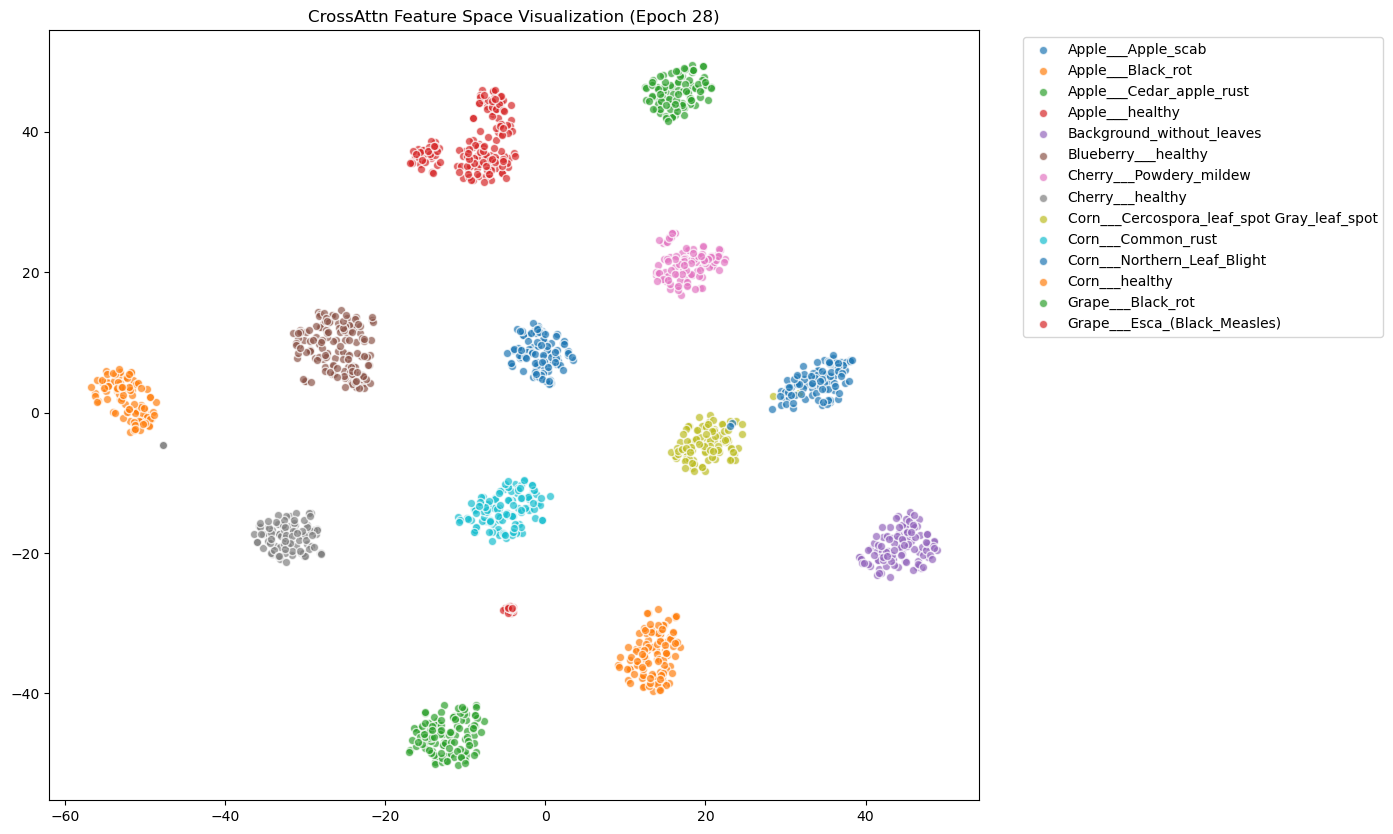 CrossAttn Feature Space Visualization (Epoch 28)
40
20
0
−20
−40
−60
−40
−20
0
20
40
Apple___Apple_scab
Apple___Black_rot
Apple___Cedar_apple_rust
Apple___healthy
Background_without_leaves
Blueberry___healthy
Cherry___Powdery_mildew
Cherry___healthy
Corn___Cercospora_leaf_spot Gray_leaf_spot
Corn___Common_rust
Corn___Northern_Leaf_Blight
Corn___healthy
Grape___Black_rot
Grape___Esca_(Black_Measles)